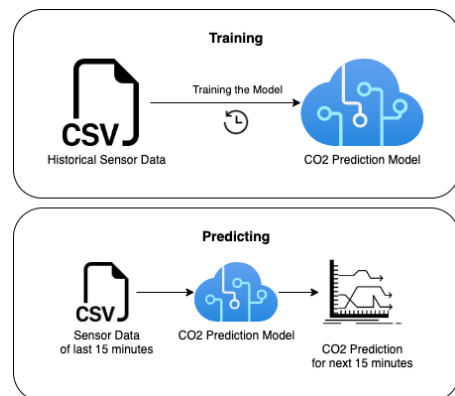 Training
Training the Model
CSV
Historical Sensor Data
CO2 Prediction Model
Predicting
CSV
Sensor Data
of last 15 minutes
CO2 Prediction Model
CO2 Prediction
for next 15 minutes